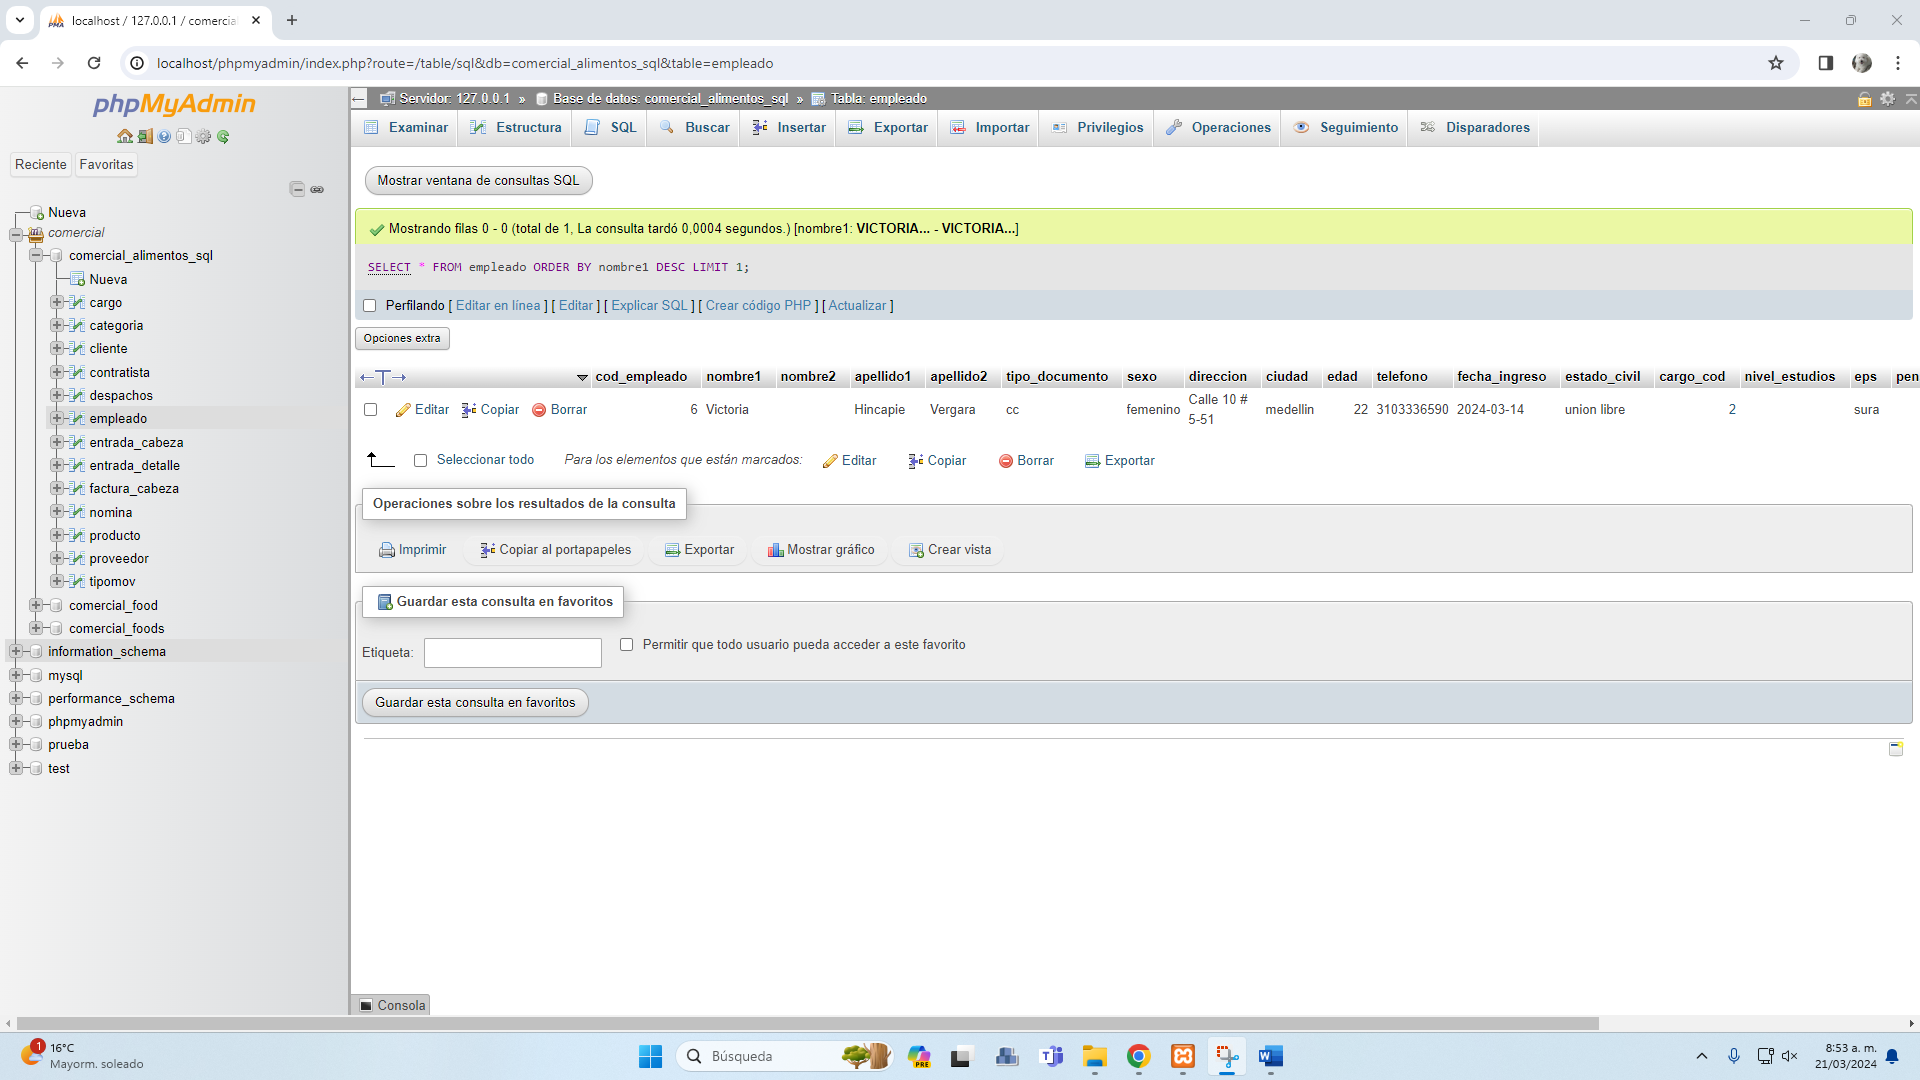 localhost / 127.0.0.1 / comercia
localhost/phpmyadmin/index.php?route=/table/sql&db=comercial_alimentos_sql&table=empleado
phpMyAdmin
Reciente Favoritas
Nueva
comercial
comercial_alimentos_sql
Nueva
cargo
categoria
cliente
contratista
despachos
empleado
entrada_cabeza
entrada_detalle
factura_cabeza
nomina
producto
proveedor
tipomov
comercial_food
comercial_foods
information_schema
mysql
performance_schema
phpmyadmin
prueba
test
Servidor: 127.0.0.1 » Base de datos: comercial_alimentos_sql » Tabla: empleado
Examinar Estructura SQL Buscar Insertar Exportar Importar Privilegios Operaciones Seguimiento Disparadores
Mostrar ventana de consultas SQL
Mostrando filas 0 - 0 (total de 1, La consulta tardó 0,0004 segundos.) [nombre1: VICTORIA... - VICTORIA...]
SELECT * FROM empleado ORDER BY nombre1 DESC LIMIT 1;
Perfilando [ Editar en línea ] [ Editar ] [ Explicar SQL ] [ Crear código PHP ] [ Actualizar ]
Opciones extra
cod_empleado nombre1 nombre2 apellido1 apellido2 tipo_documento sexo direccion ciudad edad telefono fecha_ingreso estado_civil cargo_cod nivel_estudios eps pen
Editar Copiar Borrar 6 Victoria Hincapie Vergara cc femenino Calle 10 # 5-51 medellin 22 3103336590 2024-03-14 union libre 2 sura
Seleccionar todo Para los elementos que están marcados: Editar Copiar Borrar Exportar
Operaciones sobre los resultados de la consulta
Imprimir Copiar al portapapeles Exportar Mostrar gráfico Crear vista
Guardar esta consulta en favoritos
Etiqueta: Permitir que todo usuario pueda acceder a este favorito
Guardar esta consulta en favoritos
Consola
1
16°C
Mayorm. soleado
Búsqueda
PRE
8:53 a. m.
21/03/2024